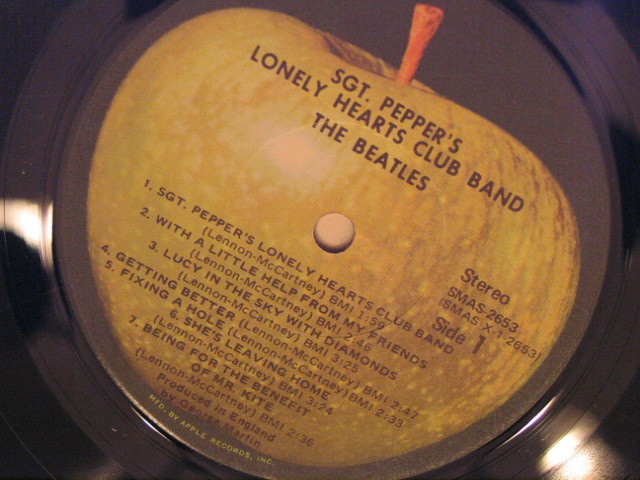 SGT. PEPPER'S
LONELY HEARTS CLUB BAND
THE BEATLES
Stereo
SMAS-2653
(SMAS X-1-2653)
Side 1
1. SGT. PEPPER'S LONELY HEARTS CLUB BAND
(Lennon-McCartney) BMI 1:59
2. WITH A LITTLE HELP FROM MY FRIENDS
(Lennon-McCartney) BMI 2:46
3. LUCY IN THE SKY WITH DIAMONDS
(Lennon-McCartney) BMI 3:25
4. GETTING BETTER (Lennon-McCartney) BMI 2:47
5. FIXING A HOLE (Lennon-McCartney) BMI 2:33
6. SHE'S LEAVING HOME
(Lennon-McCartney) BMI 3:24
7. BEING FOR THE BENEFIT
OF MR. KITE
(Lennon-McCartney) BMI 2:36
Produced in England
by George Martin
MFD. BY APPLE RECORDS, INC.